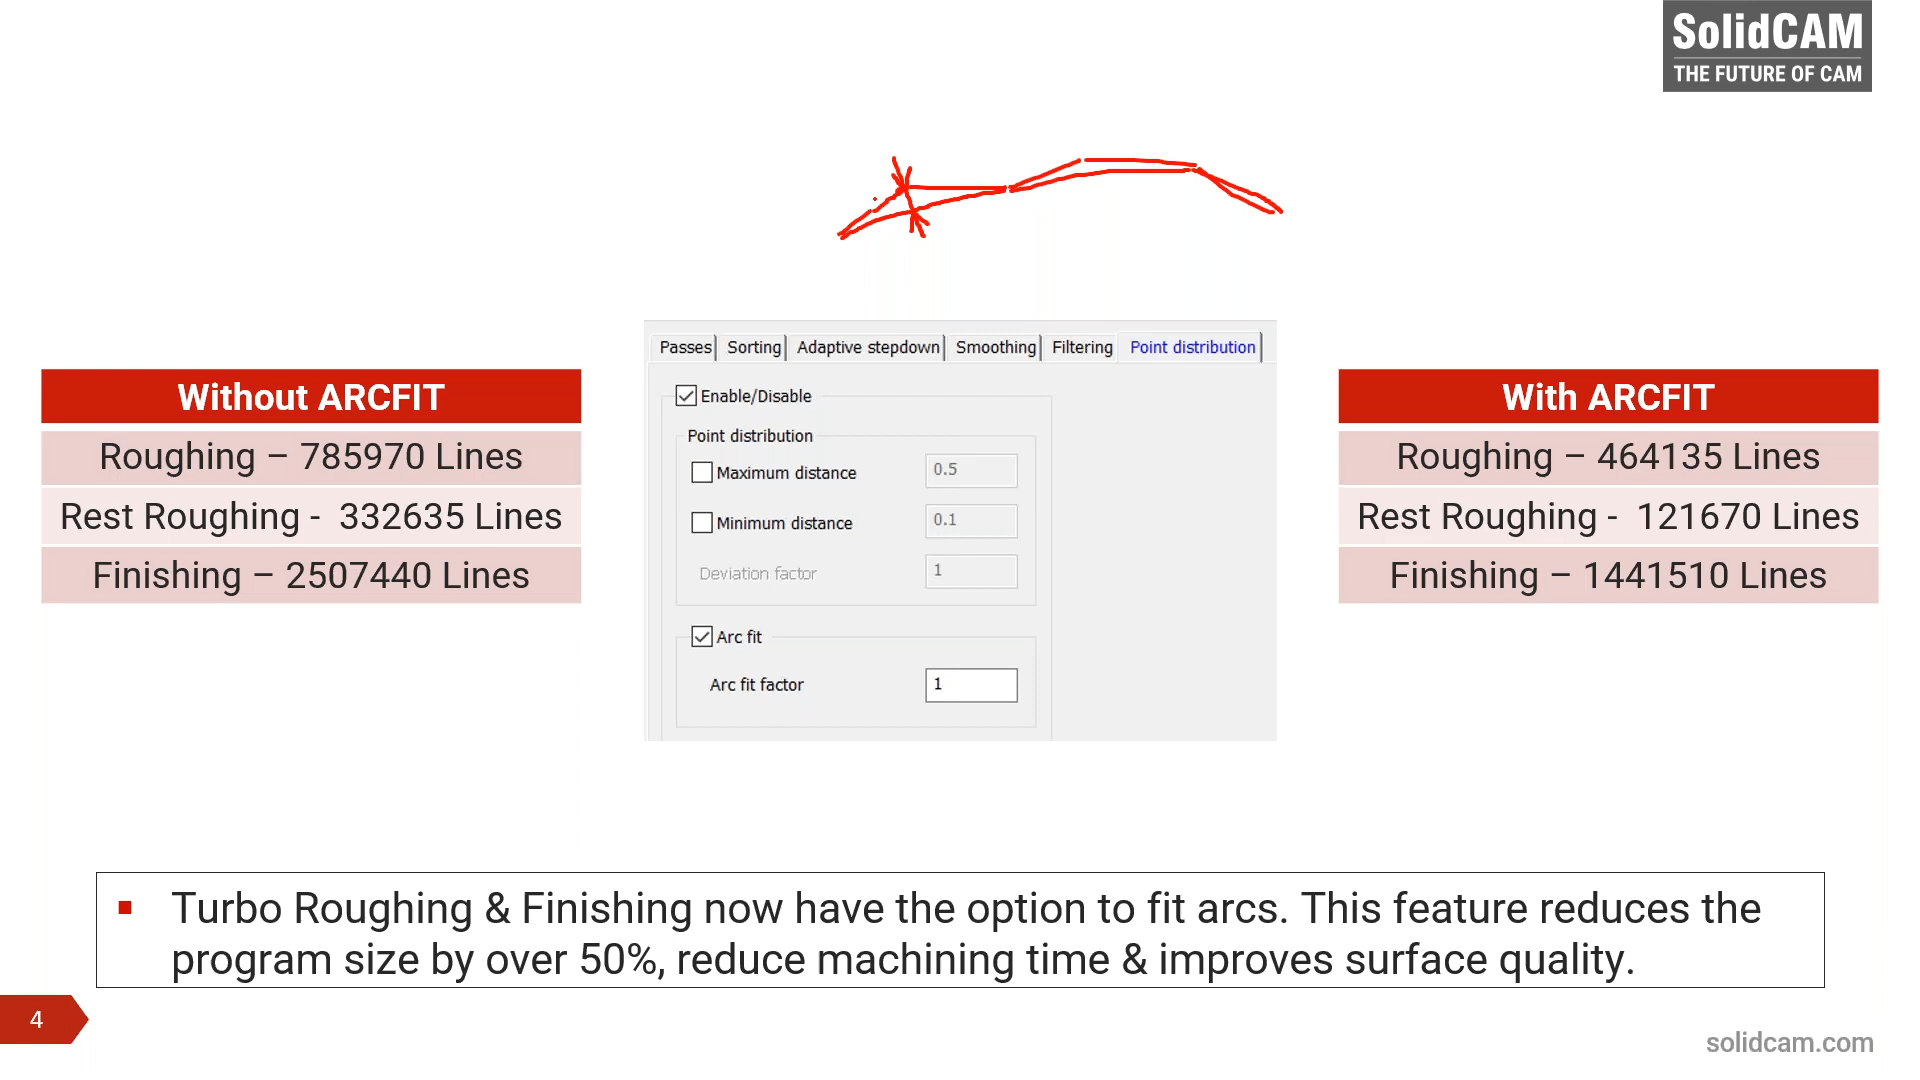 SolidCAM
THE FUTURE OF CAM
Without ARCFIT
Roughing – 785970 Lines
Rest Roughing - 332635 Lines
Finishing – 2507440 Lines
Passes Sorting Adaptive stepdown Smoothing Filtering Point distribution
Enable/Disable
Point distribution
Maximum distance 0.5
Minimum distance 0.1
Deviation factor 1
Arc fit
Arc fit factor 1
With ARCFIT
Roughing – 464135 Lines
Rest Roughing - 121670 Lines
Finishing – 1441510 Lines
▪ Turbo Roughing & Finishing now have the option to fit arcs. This feature reduces the
program size by over 50%, reduce machining time & improves surface quality.
4
solidcam.com